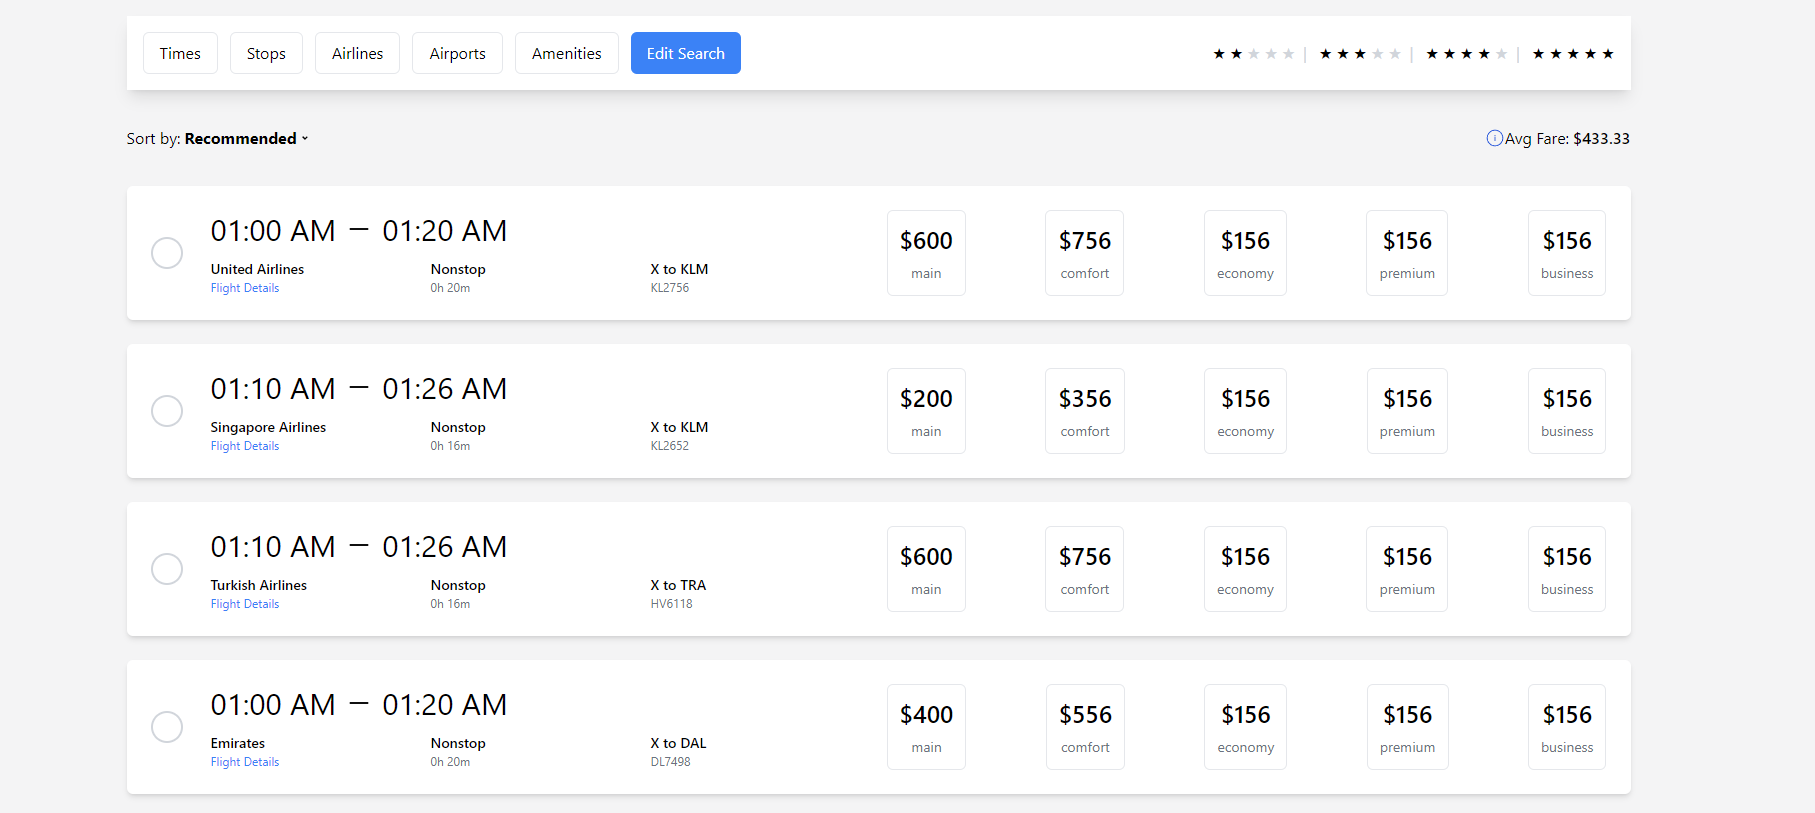 Times Stops Airlines Airports Amenities Edit Search ★★★★★ | ★★★★★ | ★★★★★ | ★★★★★
Sort by: Recommended
Avg Fare: $433.33
01:00 AM — 01:20 AM
United Airlines Nonstop X to KLM
Flight Details 0h 20m KL2756
$600 $756 $156 $156 $156
main comfort economy premium business
01:10 AM — 01:26 AM
Singapore Airlines Nonstop X to KLM
Flight Details 0h 16m KL2652
$200 $356 $156 $156 $156
main comfort economy premium business
01:10 AM — 01:26 AM
Turkish Airlines Nonstop X to TRA
Flight Details 0h 16m HV6118
$600 $756 $156 $156 $156
main comfort economy premium business
01:00 AM — 01:20 AM
Emirates Nonstop X to DAL
Flight Details 0h 20m DL7498
$400 $556 $156 $156 $156
main comfort economy premium business